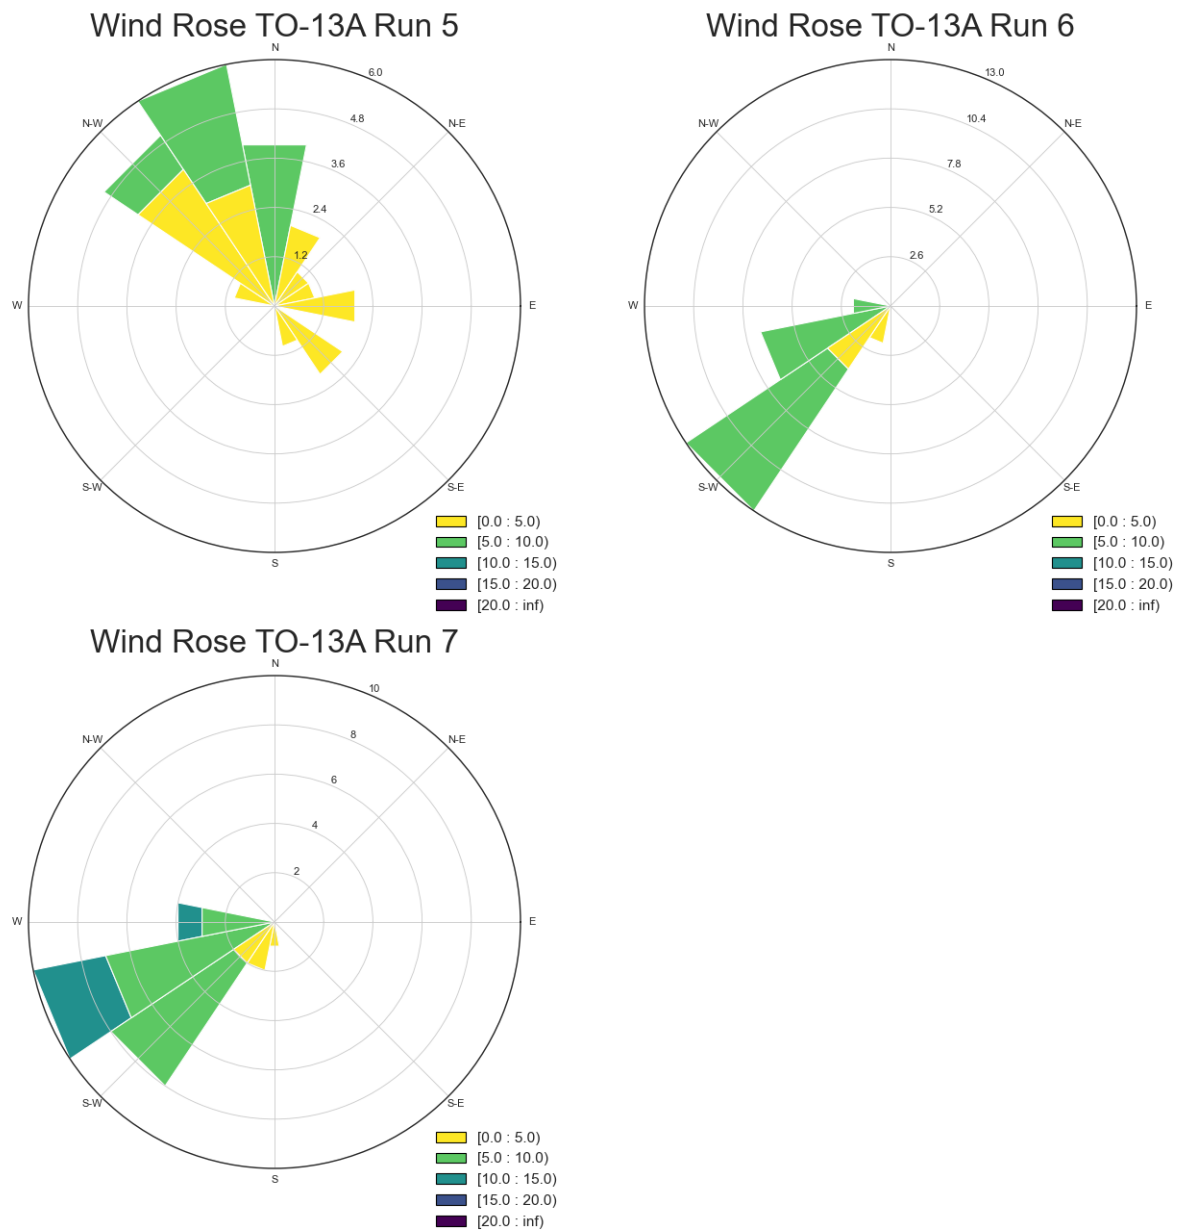 Wind Rose TO-13A Run 5
N
6.0
N-W
4.8
N-E
3.6
2.4
1.2
W
E
S-W
S-E
S
[0.0 : 5.0)
[5.0 : 10.0)
[10.0 : 15.0)
[15.0 : 20.0)
[20.0 : inf)
Wind Rose TO-13A Run 6
N
13.0
N-W
10.4
N-E
7.8
5.2
2.6
W
E
S-W
S-E
S
[0.0 : 5.0)
[5.0 : 10.0)
[10.0 : 15.0)
[15.0 : 20.0)
[20.0 : inf)
Wind Rose TO-13A Run 7
N
10
N-W
8
N-E
6
4
2
W
E
S-W
S-E
S
[0.0 : 5.0)
[5.0 : 10.0)
[10.0 : 15.0)
[15.0 : 20.0)
[20.0 : inf)